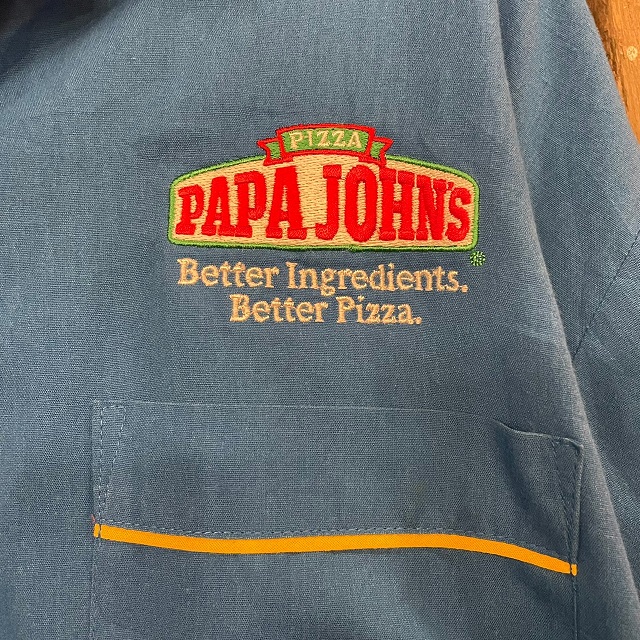 PIZZA
PAPA JOHN'S
Better Ingredients.
Better Pizza.